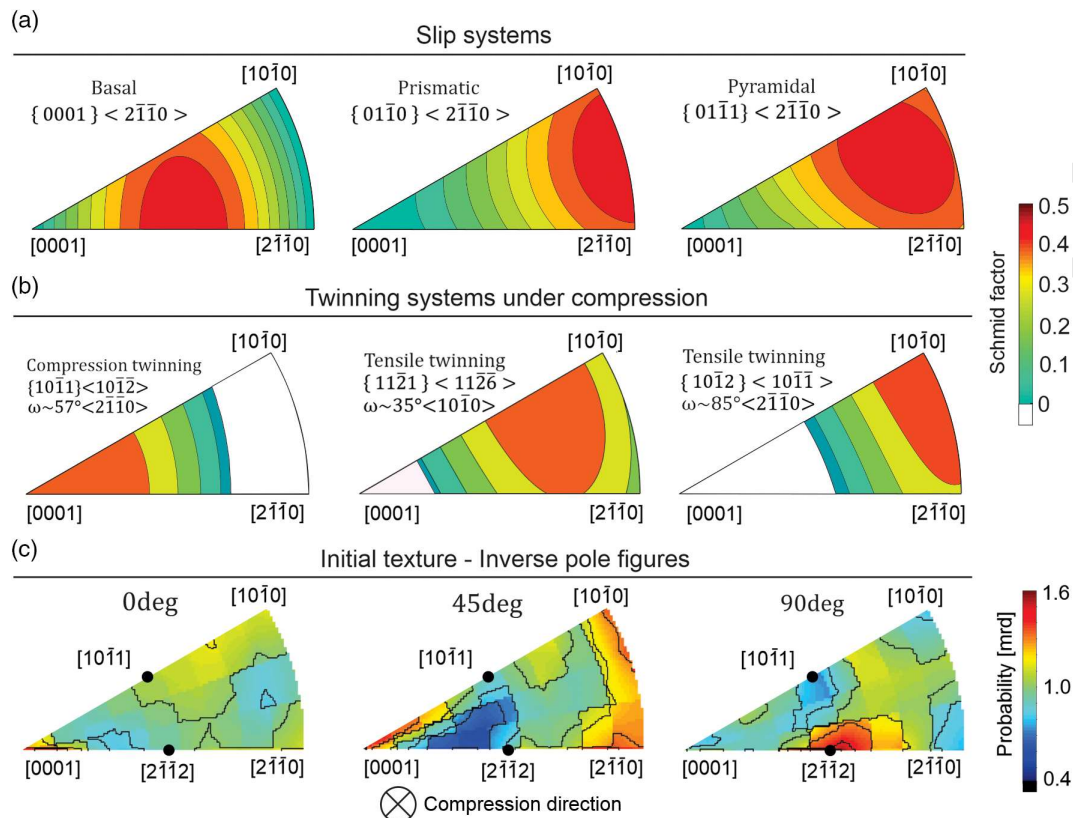 (a)
Slip systems
Basal
{ 0001 } < 21̅1̅0 >
[101̅0]
[0001]
[21̅1̅0]
Prismatic
{ 011̅0 } < 21̅1̅0 >
[101̅0]
[0001]
[21̅1̅0]
Pyramidal
{ 011̅1 } < 21̅1̅0 >
[101̅0]
[0001]
[21̅1̅0]
(b)
Twinning systems under compression
Compression twinning
{101̅1}<101̅2̅>
ω~57°<21̅1̅0>
[101̅0]
[0001]
[21̅1̅0]
Tensile twinning
{ 112̅1 } < 112̅6̅ >
ω~35°<101̅0>
[101̅0]
[0001]
[21̅1̅0]
Tensile twinning
{ 101̅2 } < 101̅1̅ >
ω~85°<21̅1̅0>
[101̅0]
[0001]
[21̅1̅0]
Schmid factor
0.5
0.4
0.3
0.2
0.1
0
(c)
Initial texture - Inverse pole figures
0deg
[101̅0]
[101̅1]
[0001]
[21̅1̅2]
[21̅1̅0]
45deg
[101̅0]
[101̅1]
[0001]
[21̅1̅2]
[21̅1̅0]
90deg
[101̅0]
[101̅1]
[0001]
[21̅1̅2]
[21̅1̅0]
Probability [mrd]
1.6
1.0
0.4
Compression direction